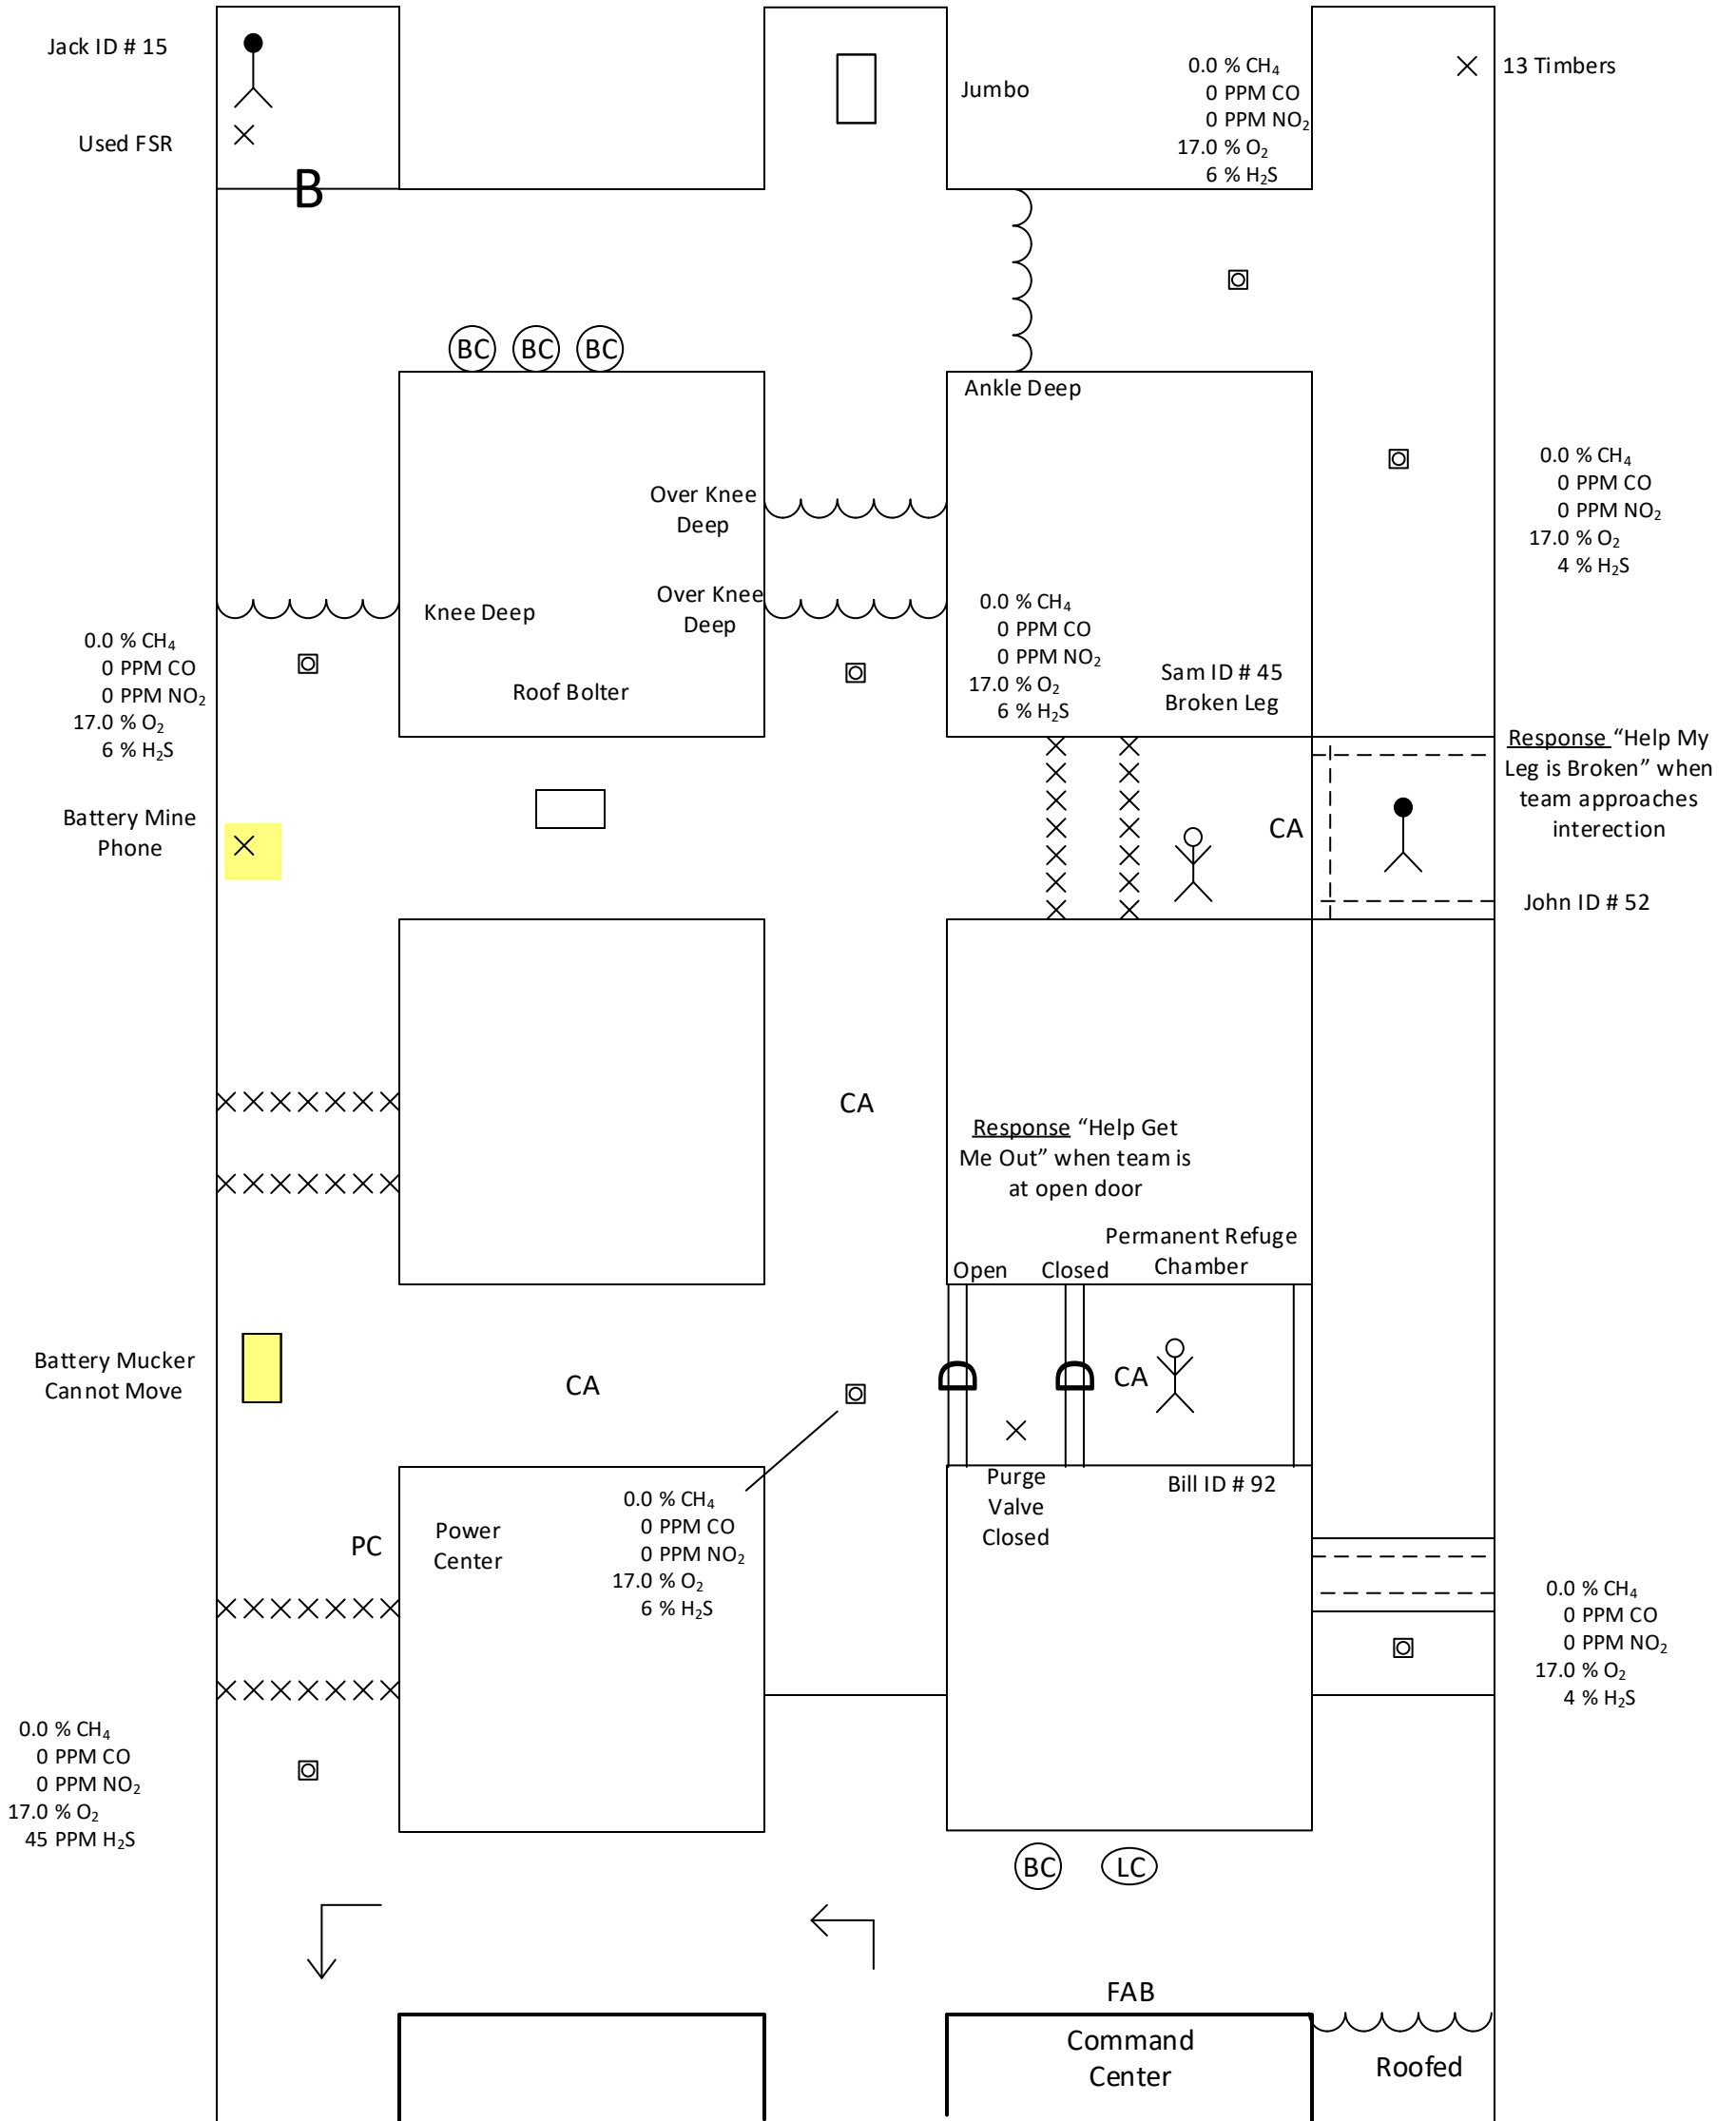 Jack ID # 15
Used FSR
B
Jumbo
0.0 % CH₄
0 PPM CO
0 PPM NO₂
17.0 % O₂
6 % H₂S
13 Timbers
BC BC BC
Ankle Deep
Over Knee
Deep
Over Knee
Deep
Knee Deep
Roof Bolter
0.0 % CH₄
0 PPM CO
0 PPM NO₂
17.0 % O₂
4 % H₂S
0.0 % CH₄
0 PPM CO
0 PPM NO₂
17.0 % O₂
6 % H₂S
0.0 % CH₄
0 PPM CO
0 PPM NO₂
17.0 % O₂
6 % H₂S
Sam ID # 45
Broken Leg
Battery Mine
Phone
CA
Response “Help My
Leg is Broken” when
team approaches
interection
John ID # 52
CA
Response “Help Get
Me Out” when team is
at open door
Permanent Refuge
Chamber
Open Closed
Battery Mucker
Cannot Move
CA
D D CA
Purge
Valve
Closed
Bill ID # 92
PC
Power
Center
0.0 % CH₄
0 PPM CO
0 PPM NO₂
17.0 % O₂
6 % H₂S
0.0 % CH₄
0 PPM CO
0 PPM NO₂
17.0 % O₂
4 % H₂S
0.0 % CH₄
0 PPM CO
0 PPM NO₂
17.0 % O₂
45 PPM H₂S
BC LC
FAB
Command
Center
Roofed